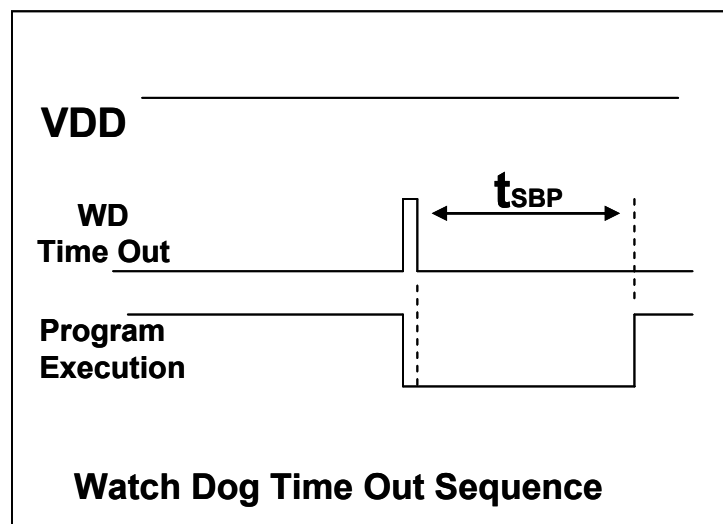 VDD
tSBP
WD
Time Out
Program
Execution
Watch Dog Time Out Sequence